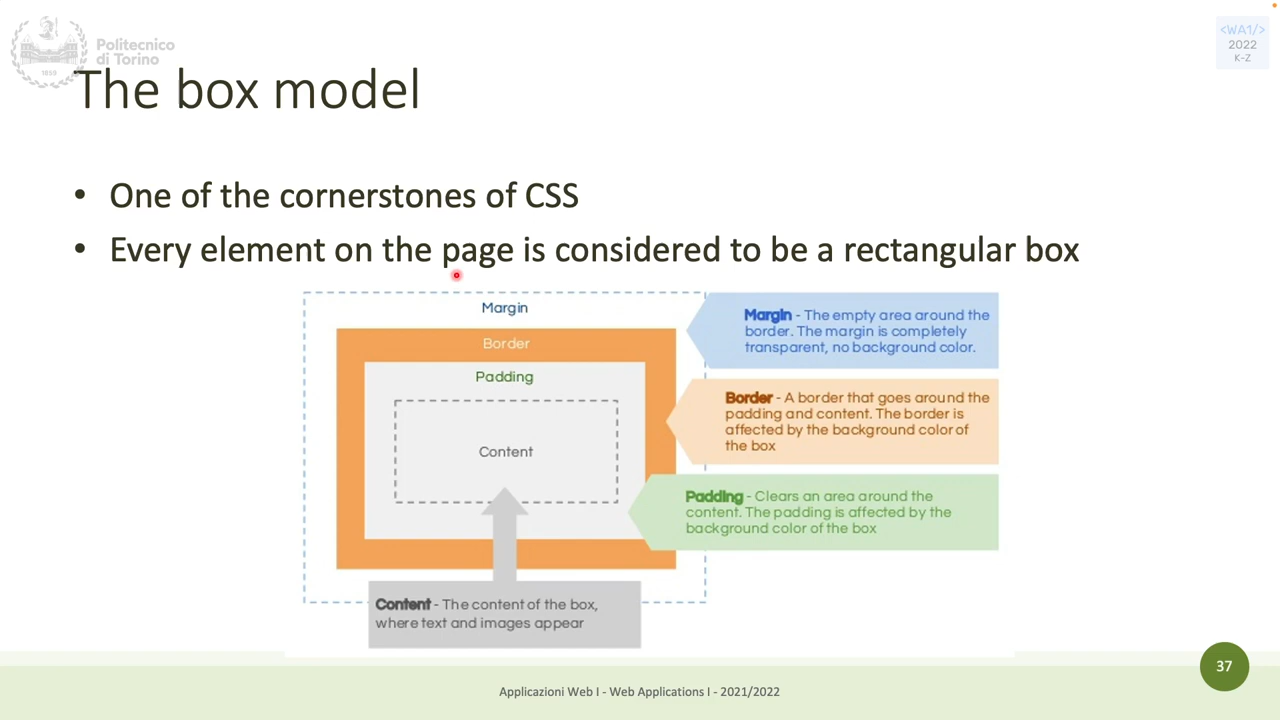 Politecnico
di Torino
1859
<WA1/>
2022
K-Z
The box model
• One of the cornerstones of CSS
• Every element on the page is considered to be a rectangular box
Margin
Border
Padding
Content
Margin - The empty area around the
border. The margin is completely
transparent, no background color.
Border - A border that goes around the
padding and content. The border is
affected by the background color of
the box
Padding - Clears an area around the
content. The padding is affected by the
background color of the box
Content - The content of the box,
where text and images appear
37
Applicazioni Web I - Web Applications I - 2021/2022